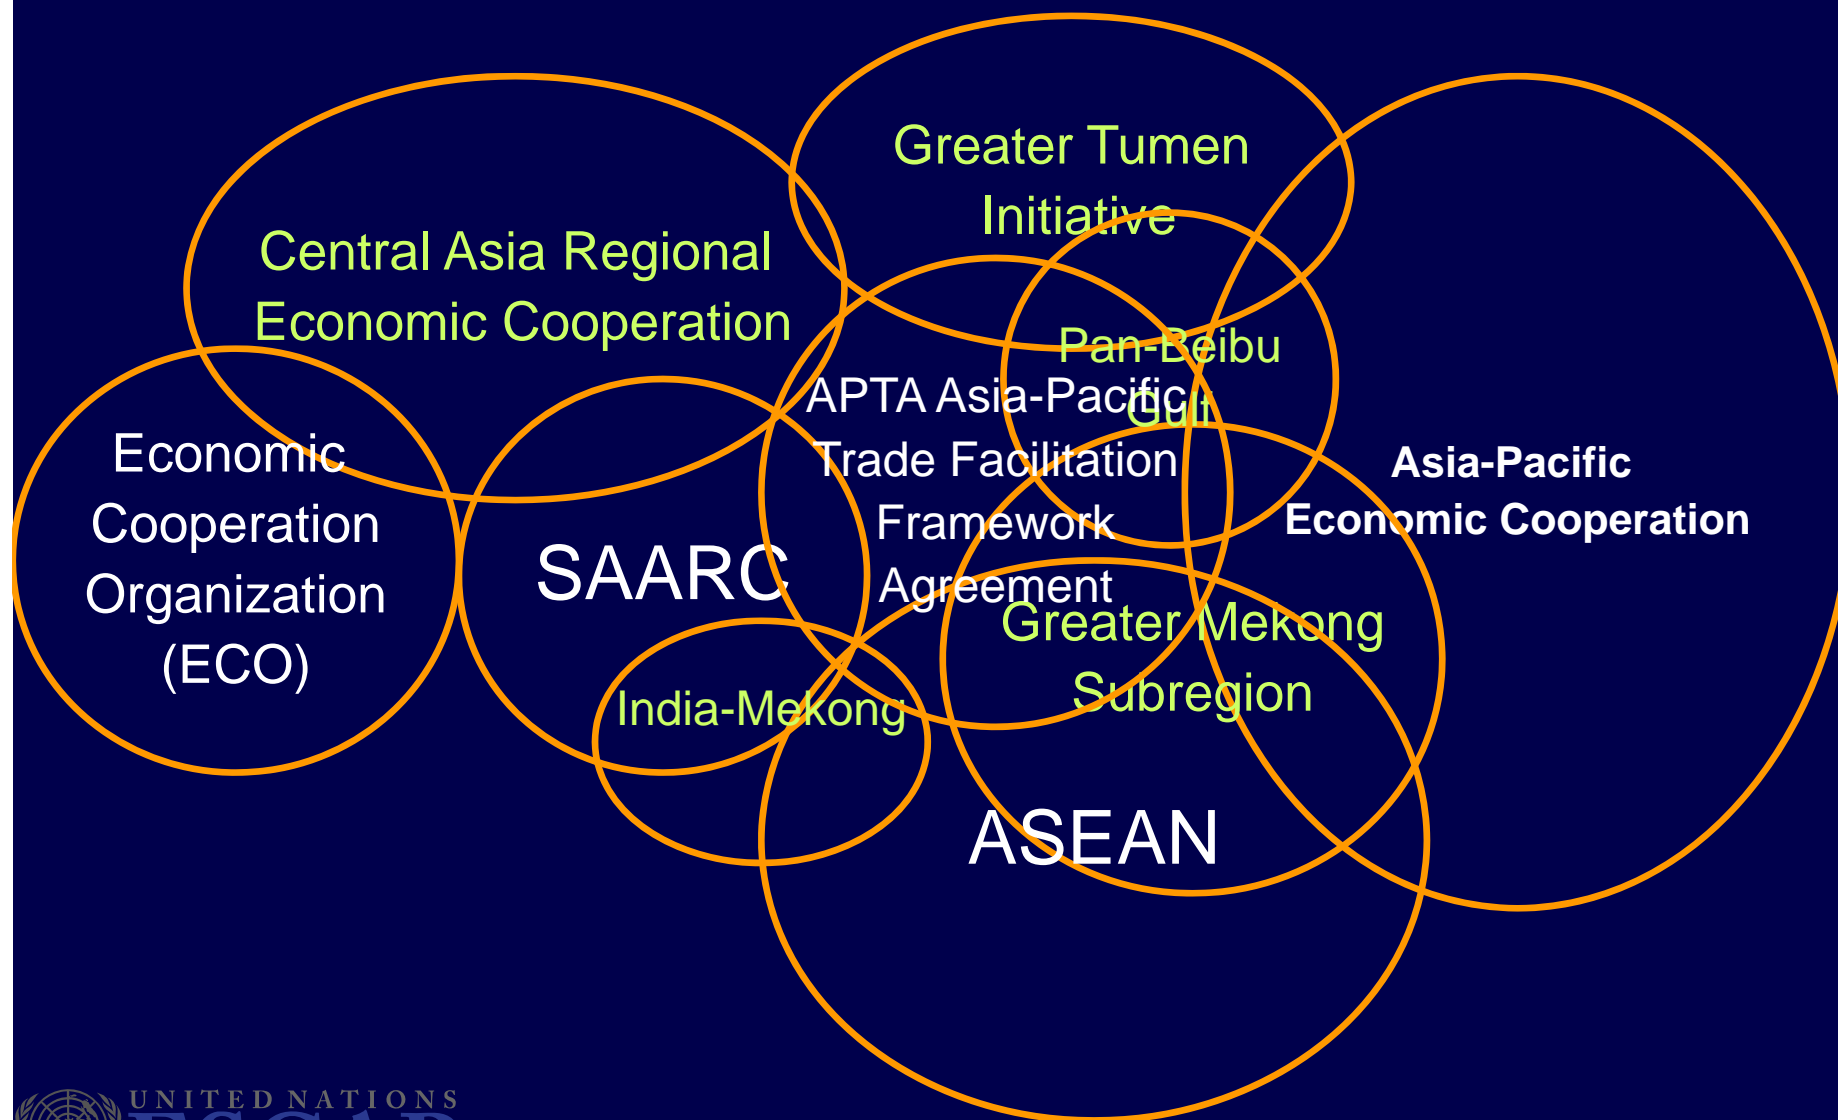 Greater Tumen
Initiative
Central Asia Regional
Economic Cooperation
Pan-Beibu
Gulf
APTA Asia-Pacific
Trade Facilitation
Framework
Agreement
Asia-Pacific
Economic Cooperation
Economic
Cooperation
Organization
(ECO)
SAARC
Greater Mekong
Subregion
India-Mekong
ASEAN
UNITED NATIONS
ESCAP